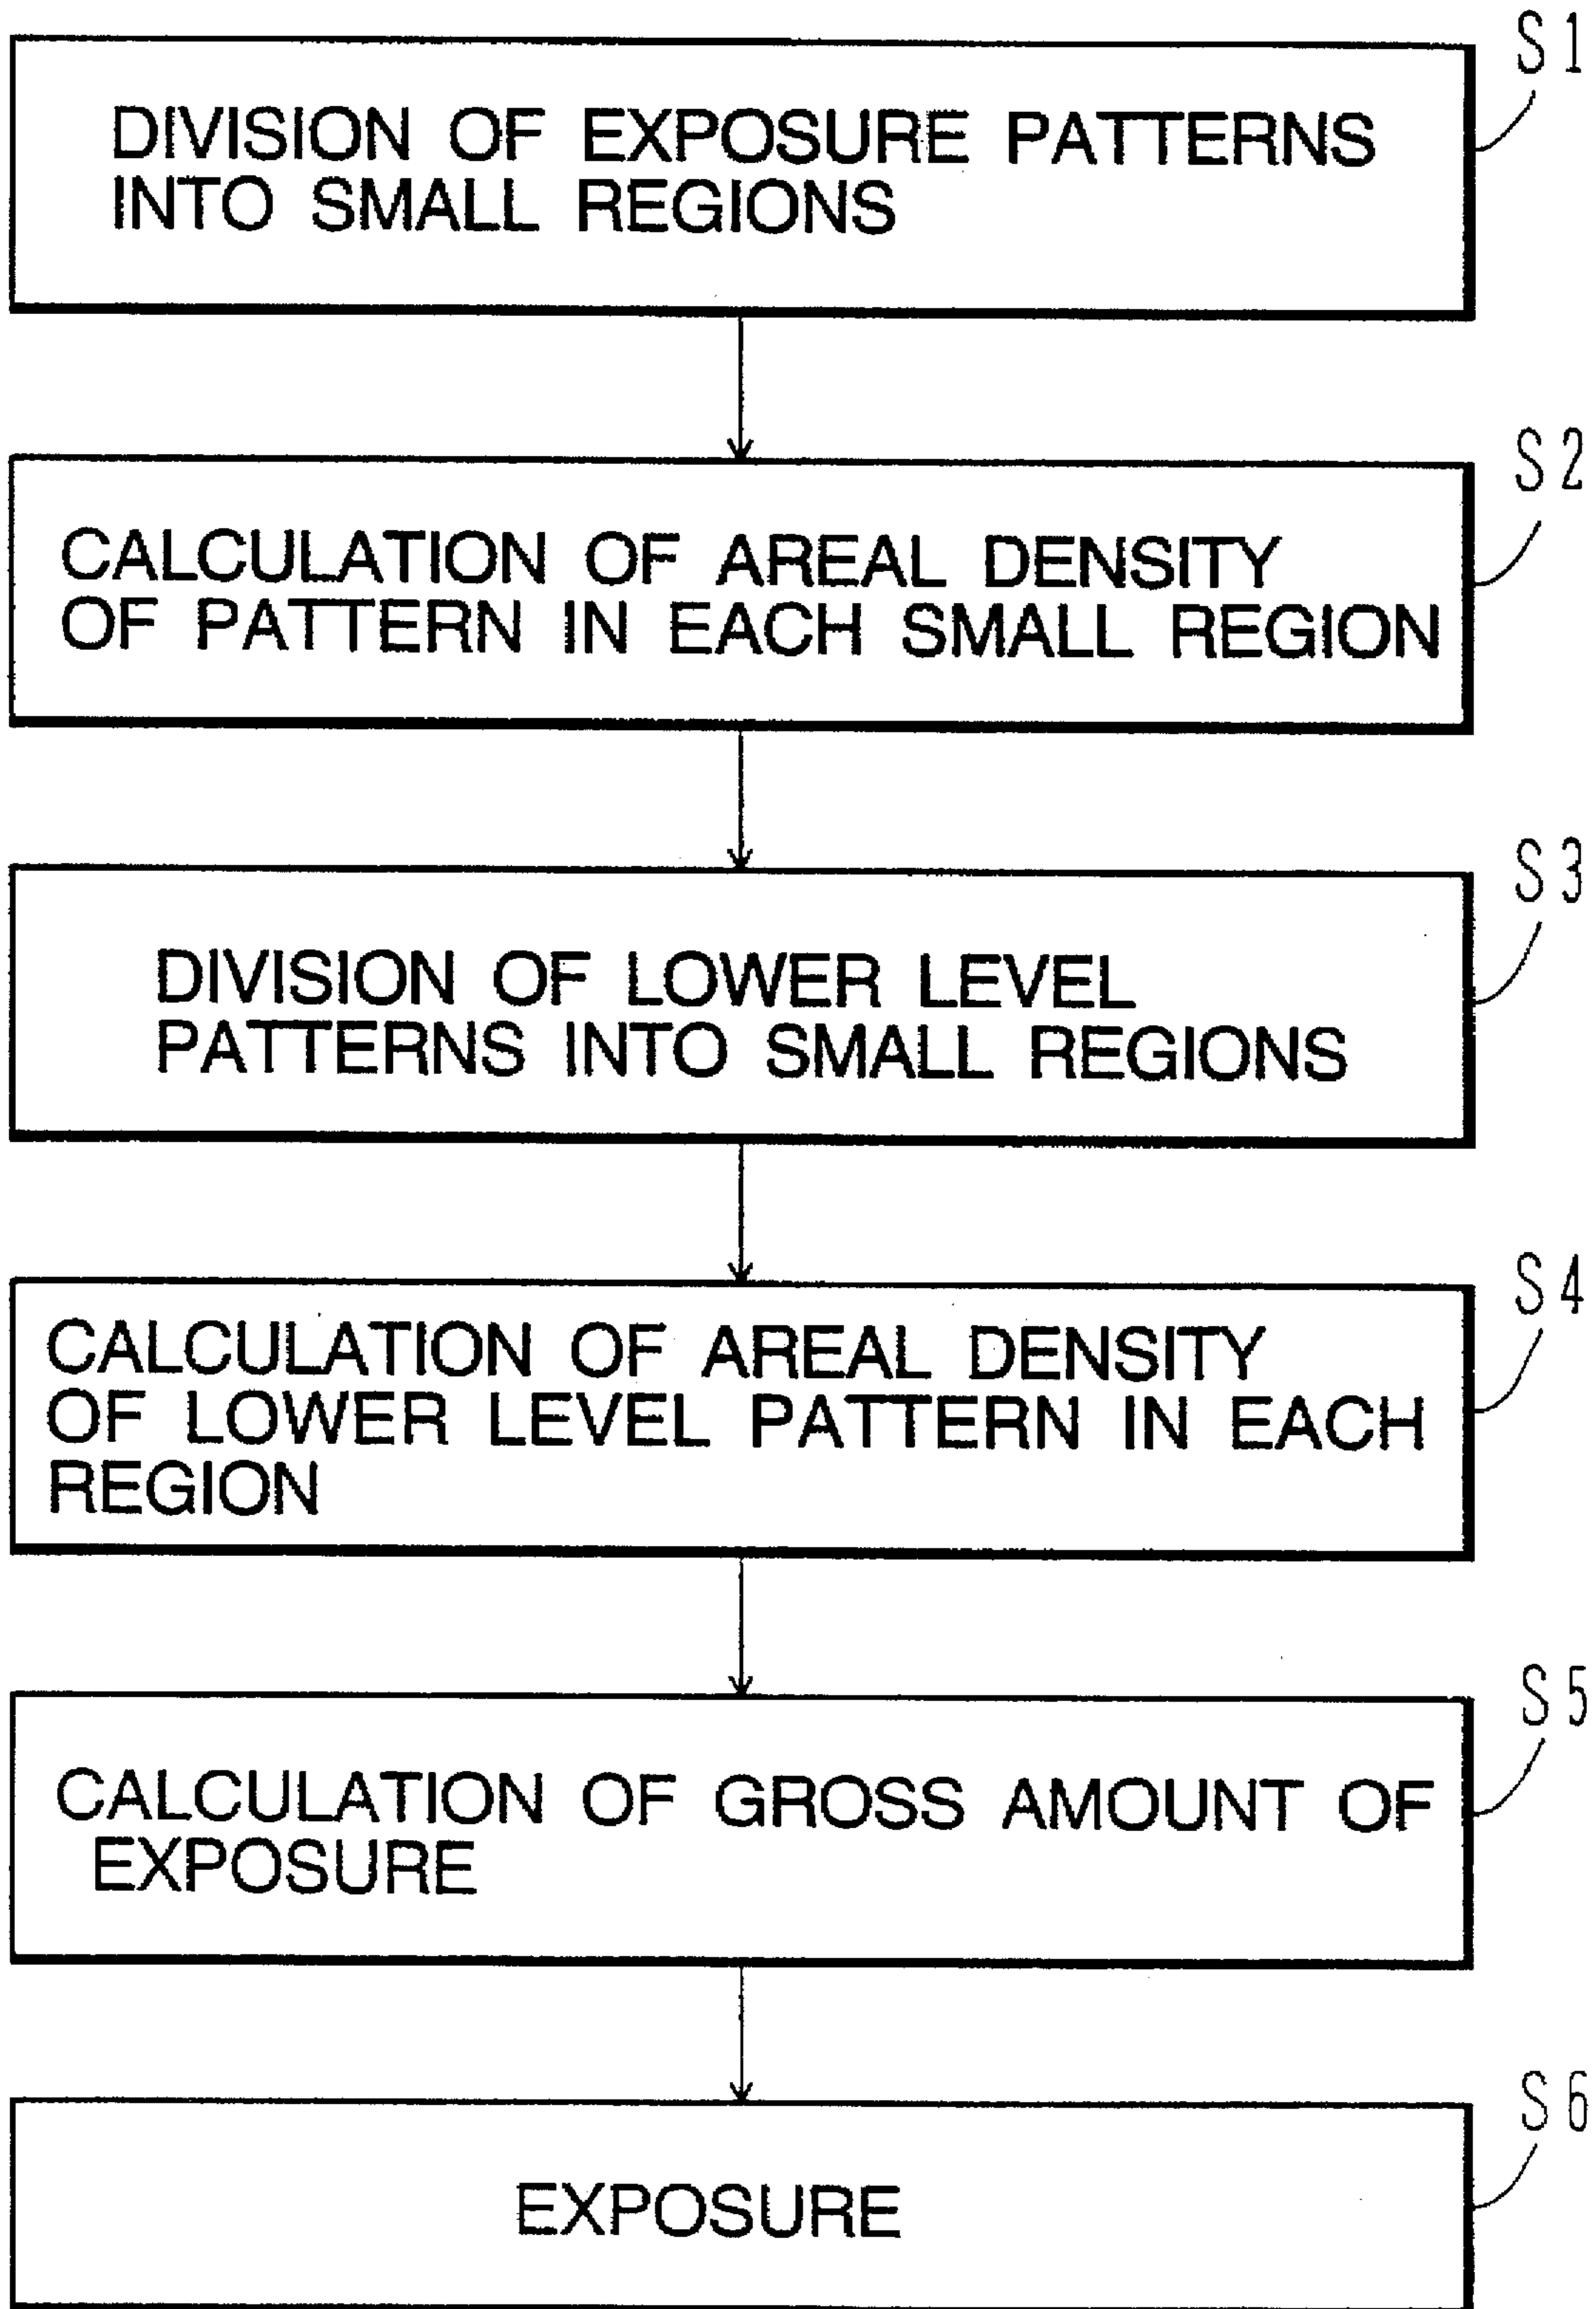 S1
DIVISION OF EXPOSURE PATTERNS
INTO SMALL REGIONS
S2
CALCULATION OF AREAL DENSITY
OF PATTERN IN EACH SMALL REGION
S3
DIVISION OF LOWER LEVEL
PATTERNS INTO SMALL REGIONS
S4
CALCULATION OF AREAL DENSITY
OF LOWER LEVEL PATTERN IN EACH
REGION
S5
CALCULATION OF GROSS AMOUNT OF
EXPOSURE
S6
EXPOSURE